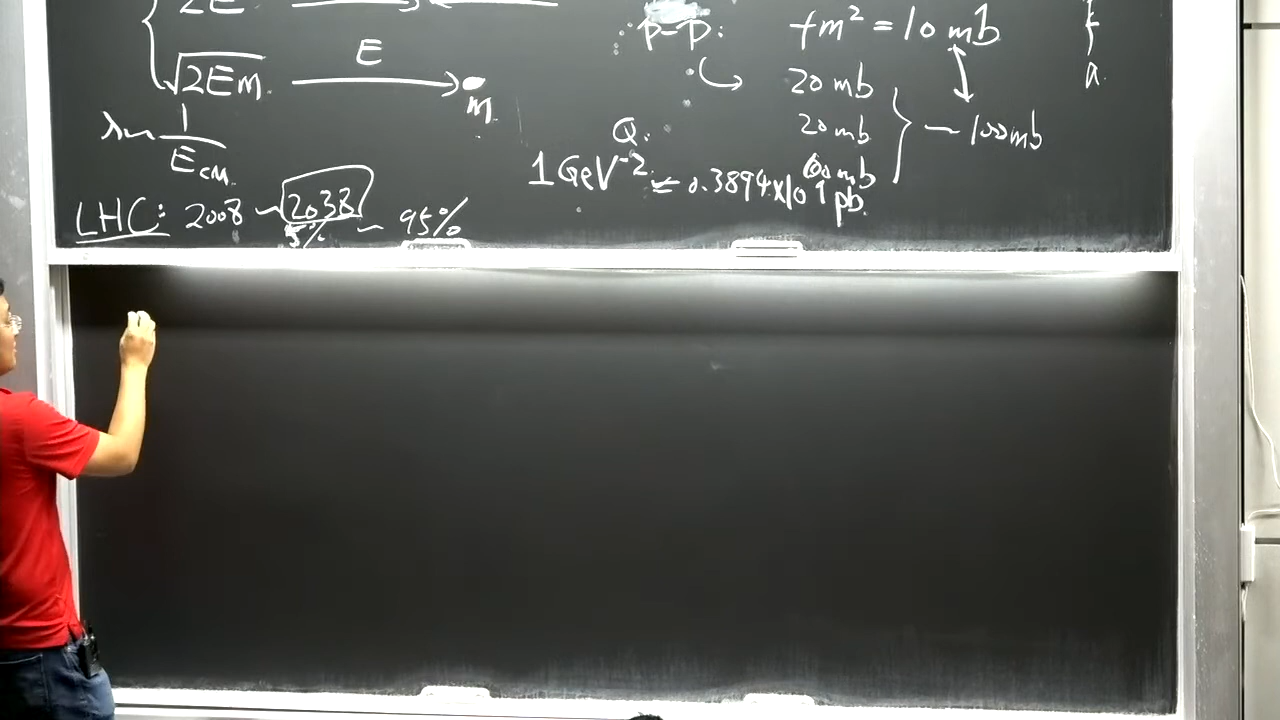 2E
√2Em E m
λ ~ 1/E_CM
LHC: 2008 ~ 2038
5% ~ 95%
p-p: fm² = 10 mb
20 mb
20 mb } ~ 100 mb
60 mb
Q:
1 GeV⁻² = 0.3894×10⁹ pb.
f
a.